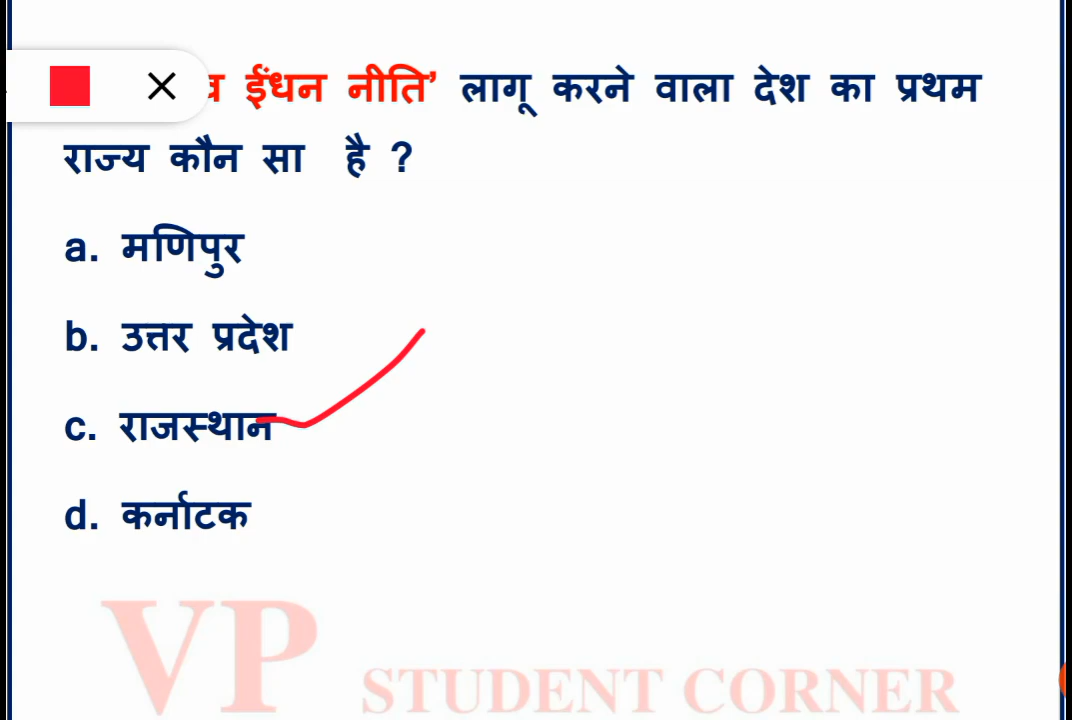 ईंधन नीति’ लागू करने वाला देश का प्रथम
राज्य कौन सा है ?
a. मणिपुर
b. उत्तर प्रदेश
c. राजस्थान
d. कर्नाटक
VP STUDENT CORNER